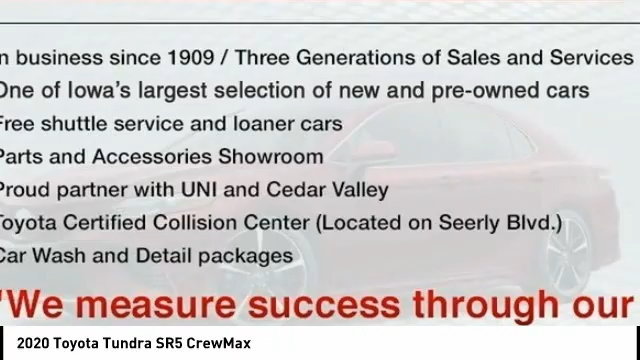 n business since 1909 / Three Generations of Sales and Services
One of Iowa's largest selection of new and pre-owned cars
Free shuttle service and loaner cars
Parts and Accessories Showroom
Proud partner with UNI and Cedar Valley
Toyota Certified Collision Center (Located on Seerly Blvd.)
Car Wash and Detail packages
"We measure success through our
2020 Toyota Tundra SR5 CrewMax